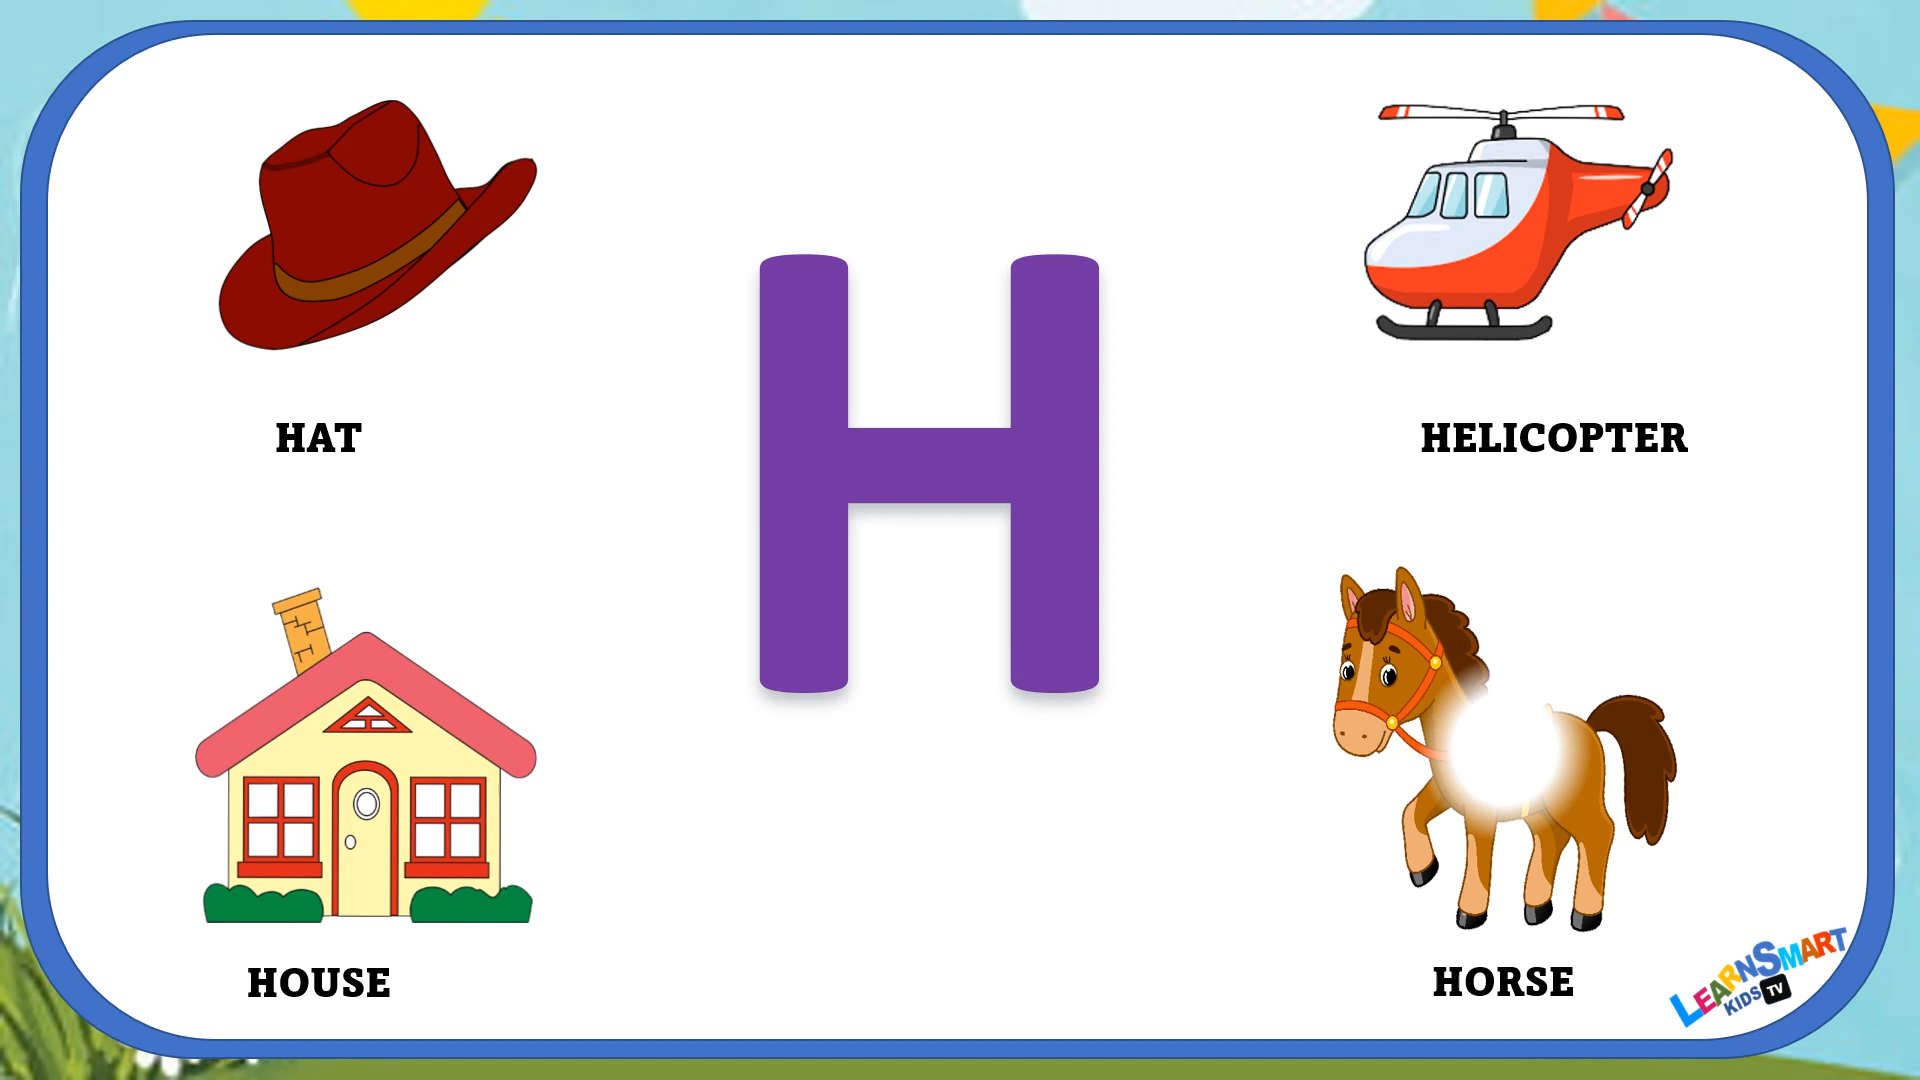 H
HAT
HELICOPTER
HOUSE
HORSE
LEARNSMART
KIDS TV